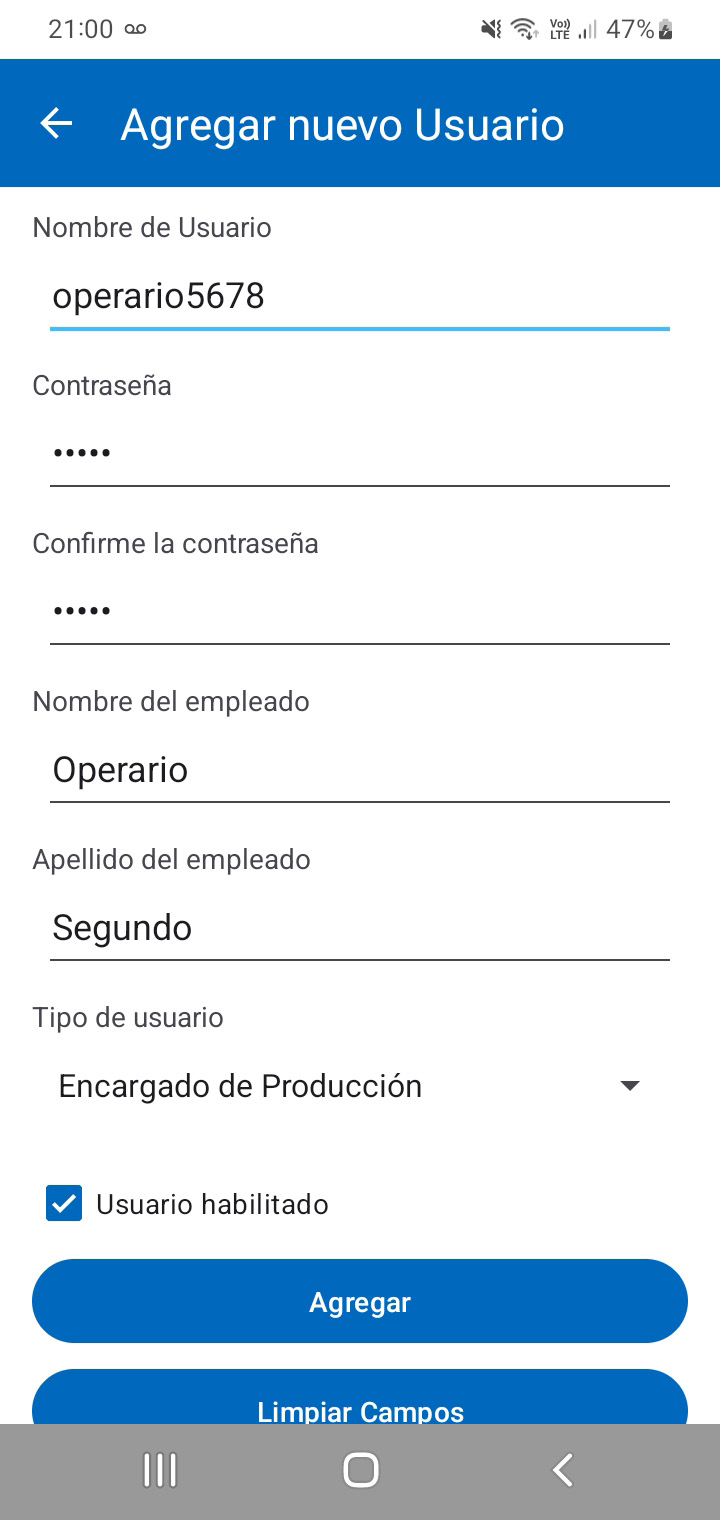 21:00
Vo)) LTE 47%
Agregar nuevo Usuario
Nombre de Usuario
operario5678
Contraseña
•••••
Confirme la contraseña
•••••
Nombre del empleado
Operario
Apellido del empleado
Segundo
Tipo de usuario
Encargado de Producción
Usuario habilitado
Agregar
Limpiar Campos